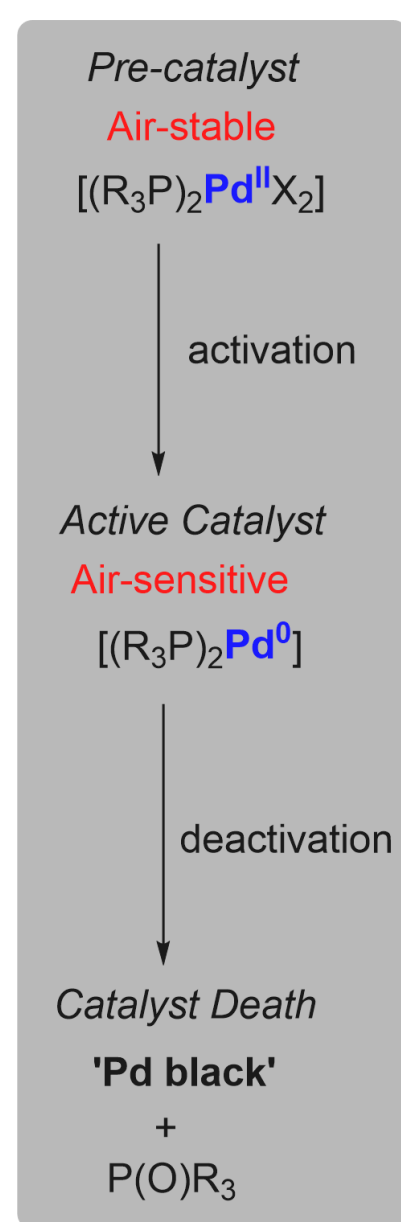 Pre-catalyst
Air-stable
[(R₃P)₂PdᴵᴵX₂]
activation
Active Catalyst
Air-sensitive
[(R₃P)₂Pd⁰]
deactivation
Catalyst Death
'Pd black'
+
P(O)R₃